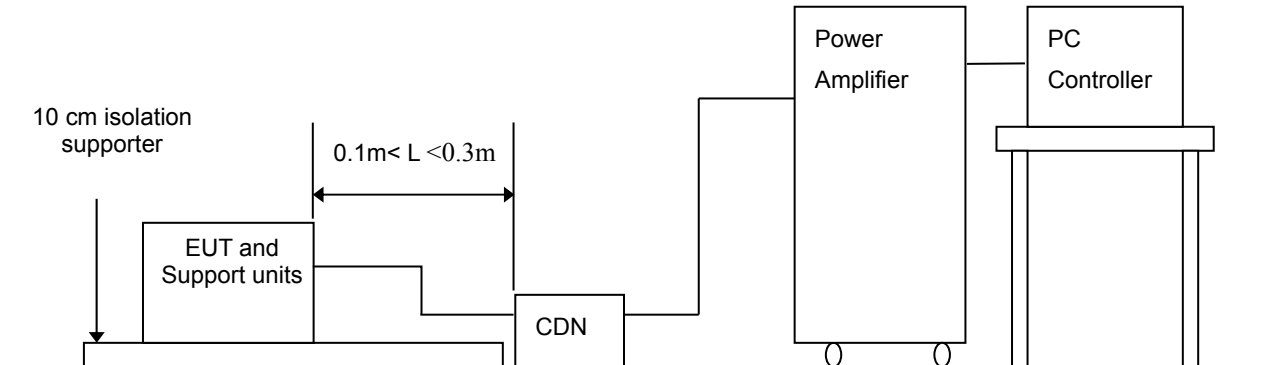 Power
Amplifier
PC
Controller
10 cm isolation
supporter
0.1m< L <0.3m
EUT and
Support units
CDN